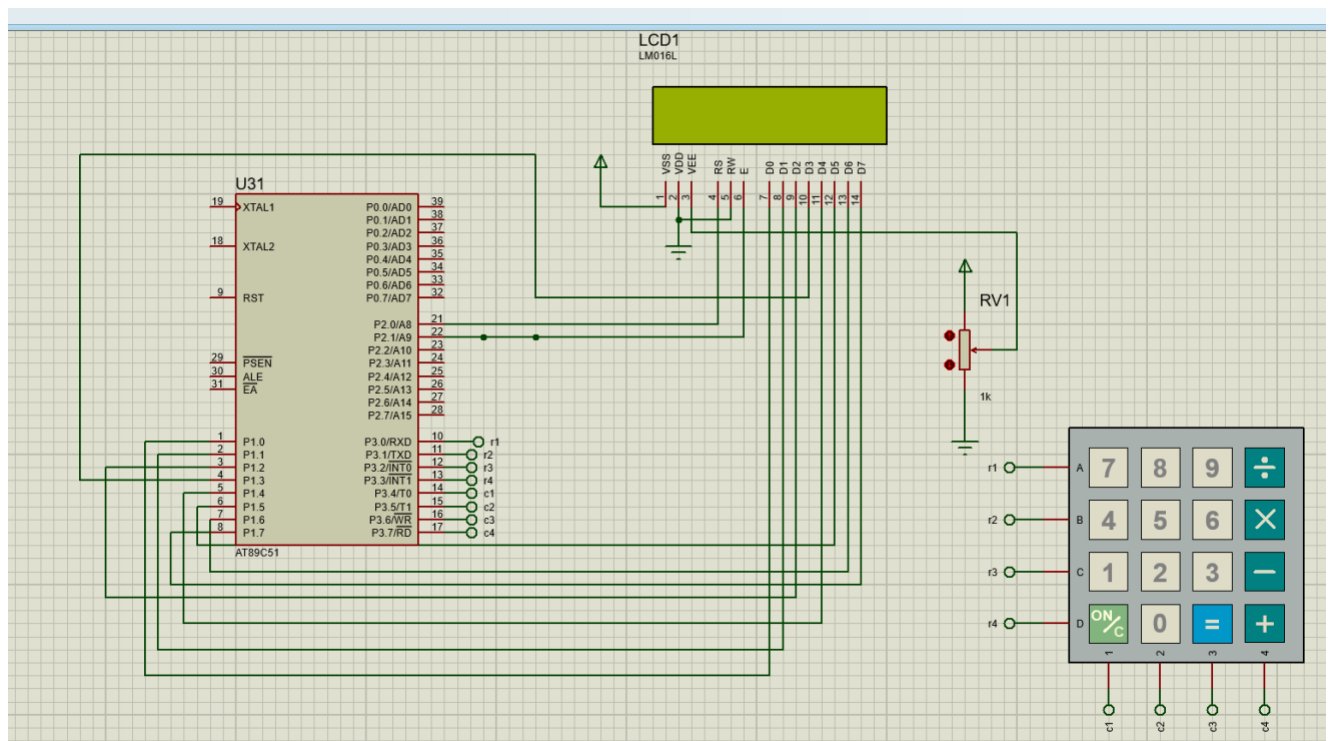 LCD1
LM016L
VSS
VDD
VEE
RS
RW
E
D0
D1
D2
D3
D4
D5
D6
D7
1
2
3
4
5
6
7
8
9
10
11
12
13
14
U31
19 XTAL1
18 XTAL2
9 RST
29 PSEN
30 ALE
31 EA
1 P1.0
2 P1.1
3 P1.2
4 P1.3
5 P1.4
6 P1.5
7 P1.6
8 P1.7
P0.0/AD0 39
P0.1/AD1 38
P0.2/AD2 37
P0.3/AD3 36
P0.4/AD4 35
P0.5/AD5 34
P0.6/AD6 33
P0.7/AD7 32
P2.0/A8 21
P2.1/A9 22
P2.2/A10 23
P2.3/A11 24
P2.4/A12 25
P2.5/A13 26
P2.6/A14 27
P2.7/A15 28
P3.0/RXD 10 r1
P3.1/TXD 11 r2
P3.2/INT0 12 r3
P3.3/INT1 13 r4
P3.4/T0 14 c1
P3.5/T1 15 c2
P3.6/WR 16 c3
P3.7/RD 17 c4
AT89C51
RV1
1k
r1 A 7 8 9 ÷
r2 B 4 5 6 ×
r3 C 1 2 3 −
r4 D ON/C 0 = +
1 2 3 4
c1 c2 c3 c4